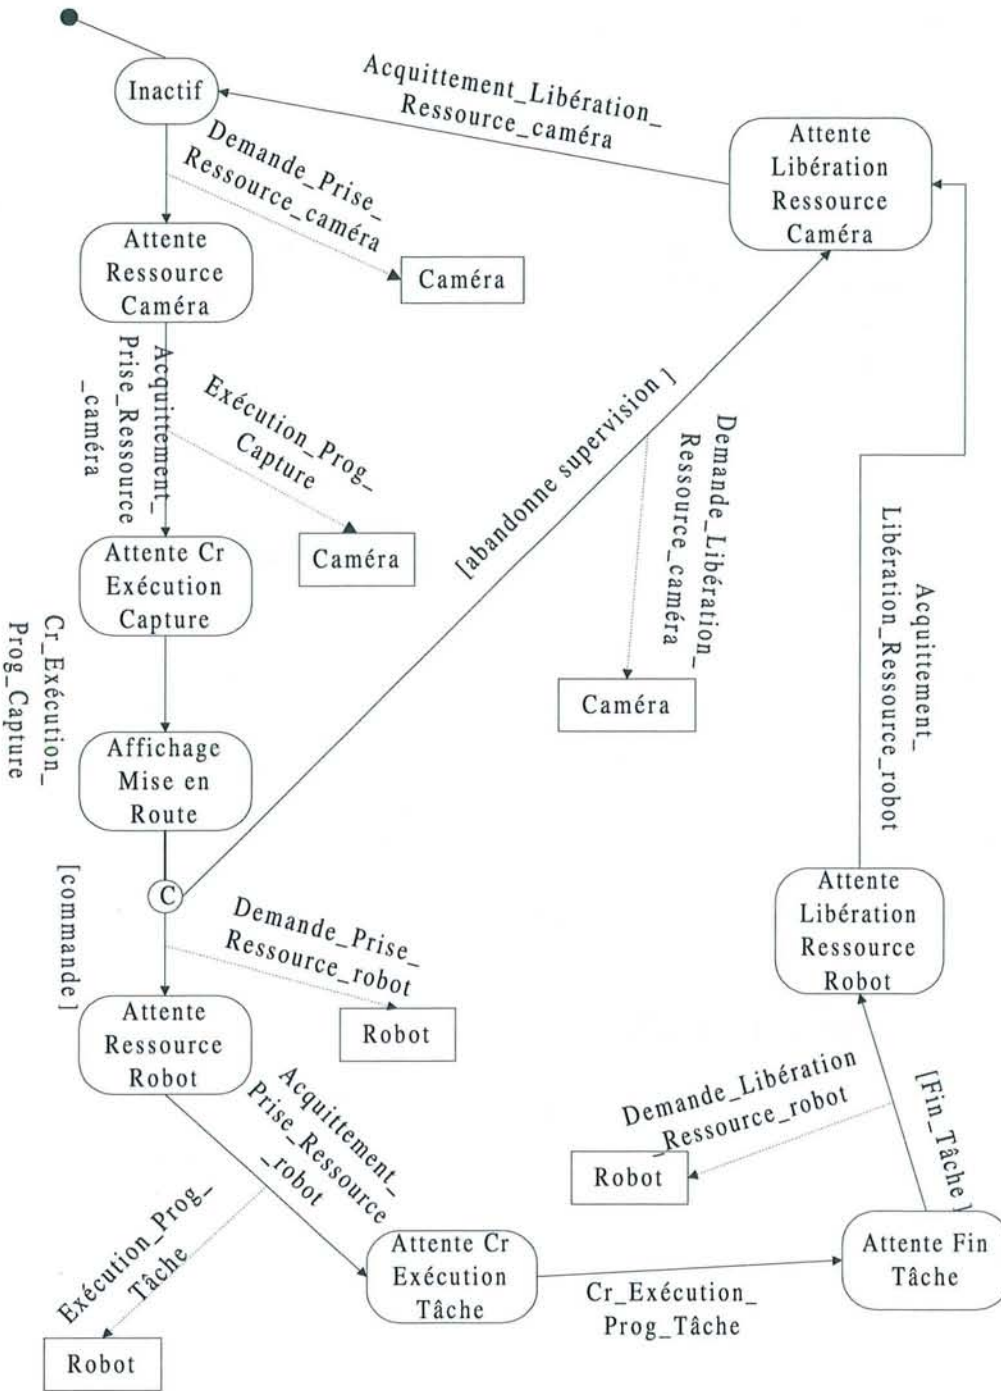 Inactif
Acquittement_Libération_
Ressource_caméra
Attente
Libération
Ressource
Caméra
Demande_Prise_
Ressource_caméra
Caméra
Attente
Ressource
Caméra
Acquittement_
Prise_Ressource
_caméra
Exécution_Prog_
Capture
Caméra
[abandonne supervision ]
Demande_Libération_
Ressource_caméra
Caméra
Attente Cr
Exécution
Capture
Cr_Exécution_
Prog_Capture
Affichage
Mise en
Route
C
[commande ]
Demande_Prise_
Ressource_robot
Robot
Attente
Ressource
Robot
Acquittement_
Prise_Ressource
_robot
Exécution_Prog_
Tâche
Robot
Attente Cr
Exécution
Tâche
Cr_Exécution_
Prog_Tâche
Attente Fin
Tâche
[Fin_Tâche ]
Demande_Libération
_Ressource_robot
Robot
Attente
Libération
Ressource
Robot
Acquittement_
Libération_Ressource_robot